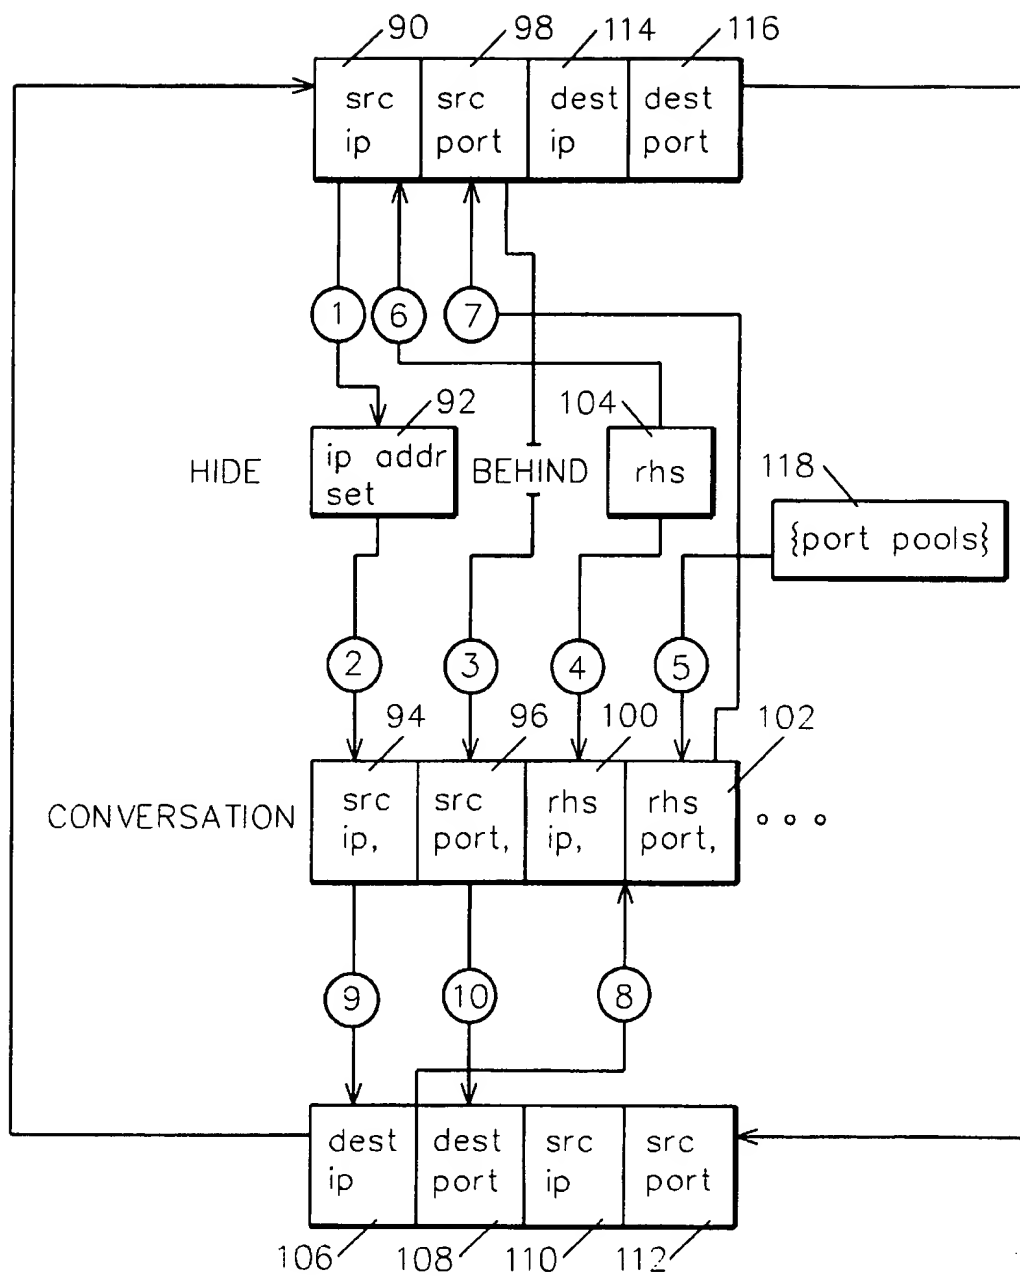 90 98 114 116
src ip
src port
dest ip
dest port
1 6 7
92 104
HIDE
ip addr set
BEHIND
rhs
118
{port pools}
2 3 4 5
94 96 100 102
CONVERSATION
src ip,
src port,
rhs ip,
rhs port,
9 10 8
dest ip
dest port
src ip
src port
106 108 110 112